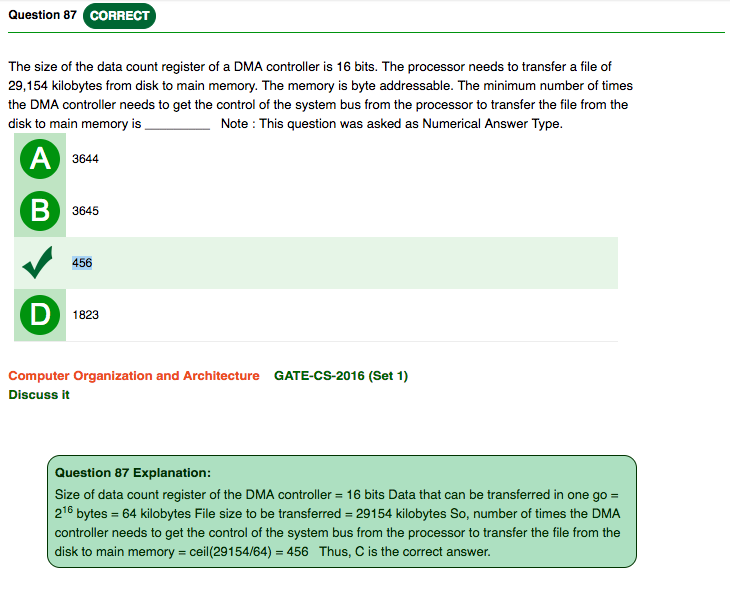 Question 87 CORRECT
The size of the data count register of a DMA controller is 16 bits. The processor needs to transfer a file of
29,154 kilobytes from disk to main memory. The memory is byte addressable. The minimum number of times
the DMA controller needs to get the control of the system bus from the processor to transfer the file from the
disk to main memory is __________ Note : This question was asked as Numerical Answer Type.
A 3644
B 3645
456
D 1823
Computer Organization and Architecture GATE-CS-2016 (Set 1)
Discuss it
Question 87 Explanation:
Size of data count register of the DMA controller = 16 bits Data that can be transferred in one go =
2¹⁶ bytes = 64 kilobytes File size to be transferred = 29154 kilobytes So, number of times the DMA
controller needs to get the control of the system bus from the processor to transfer the file from the
disk to main memory = ceil(29154/64) = 456 Thus, C is the correct answer.